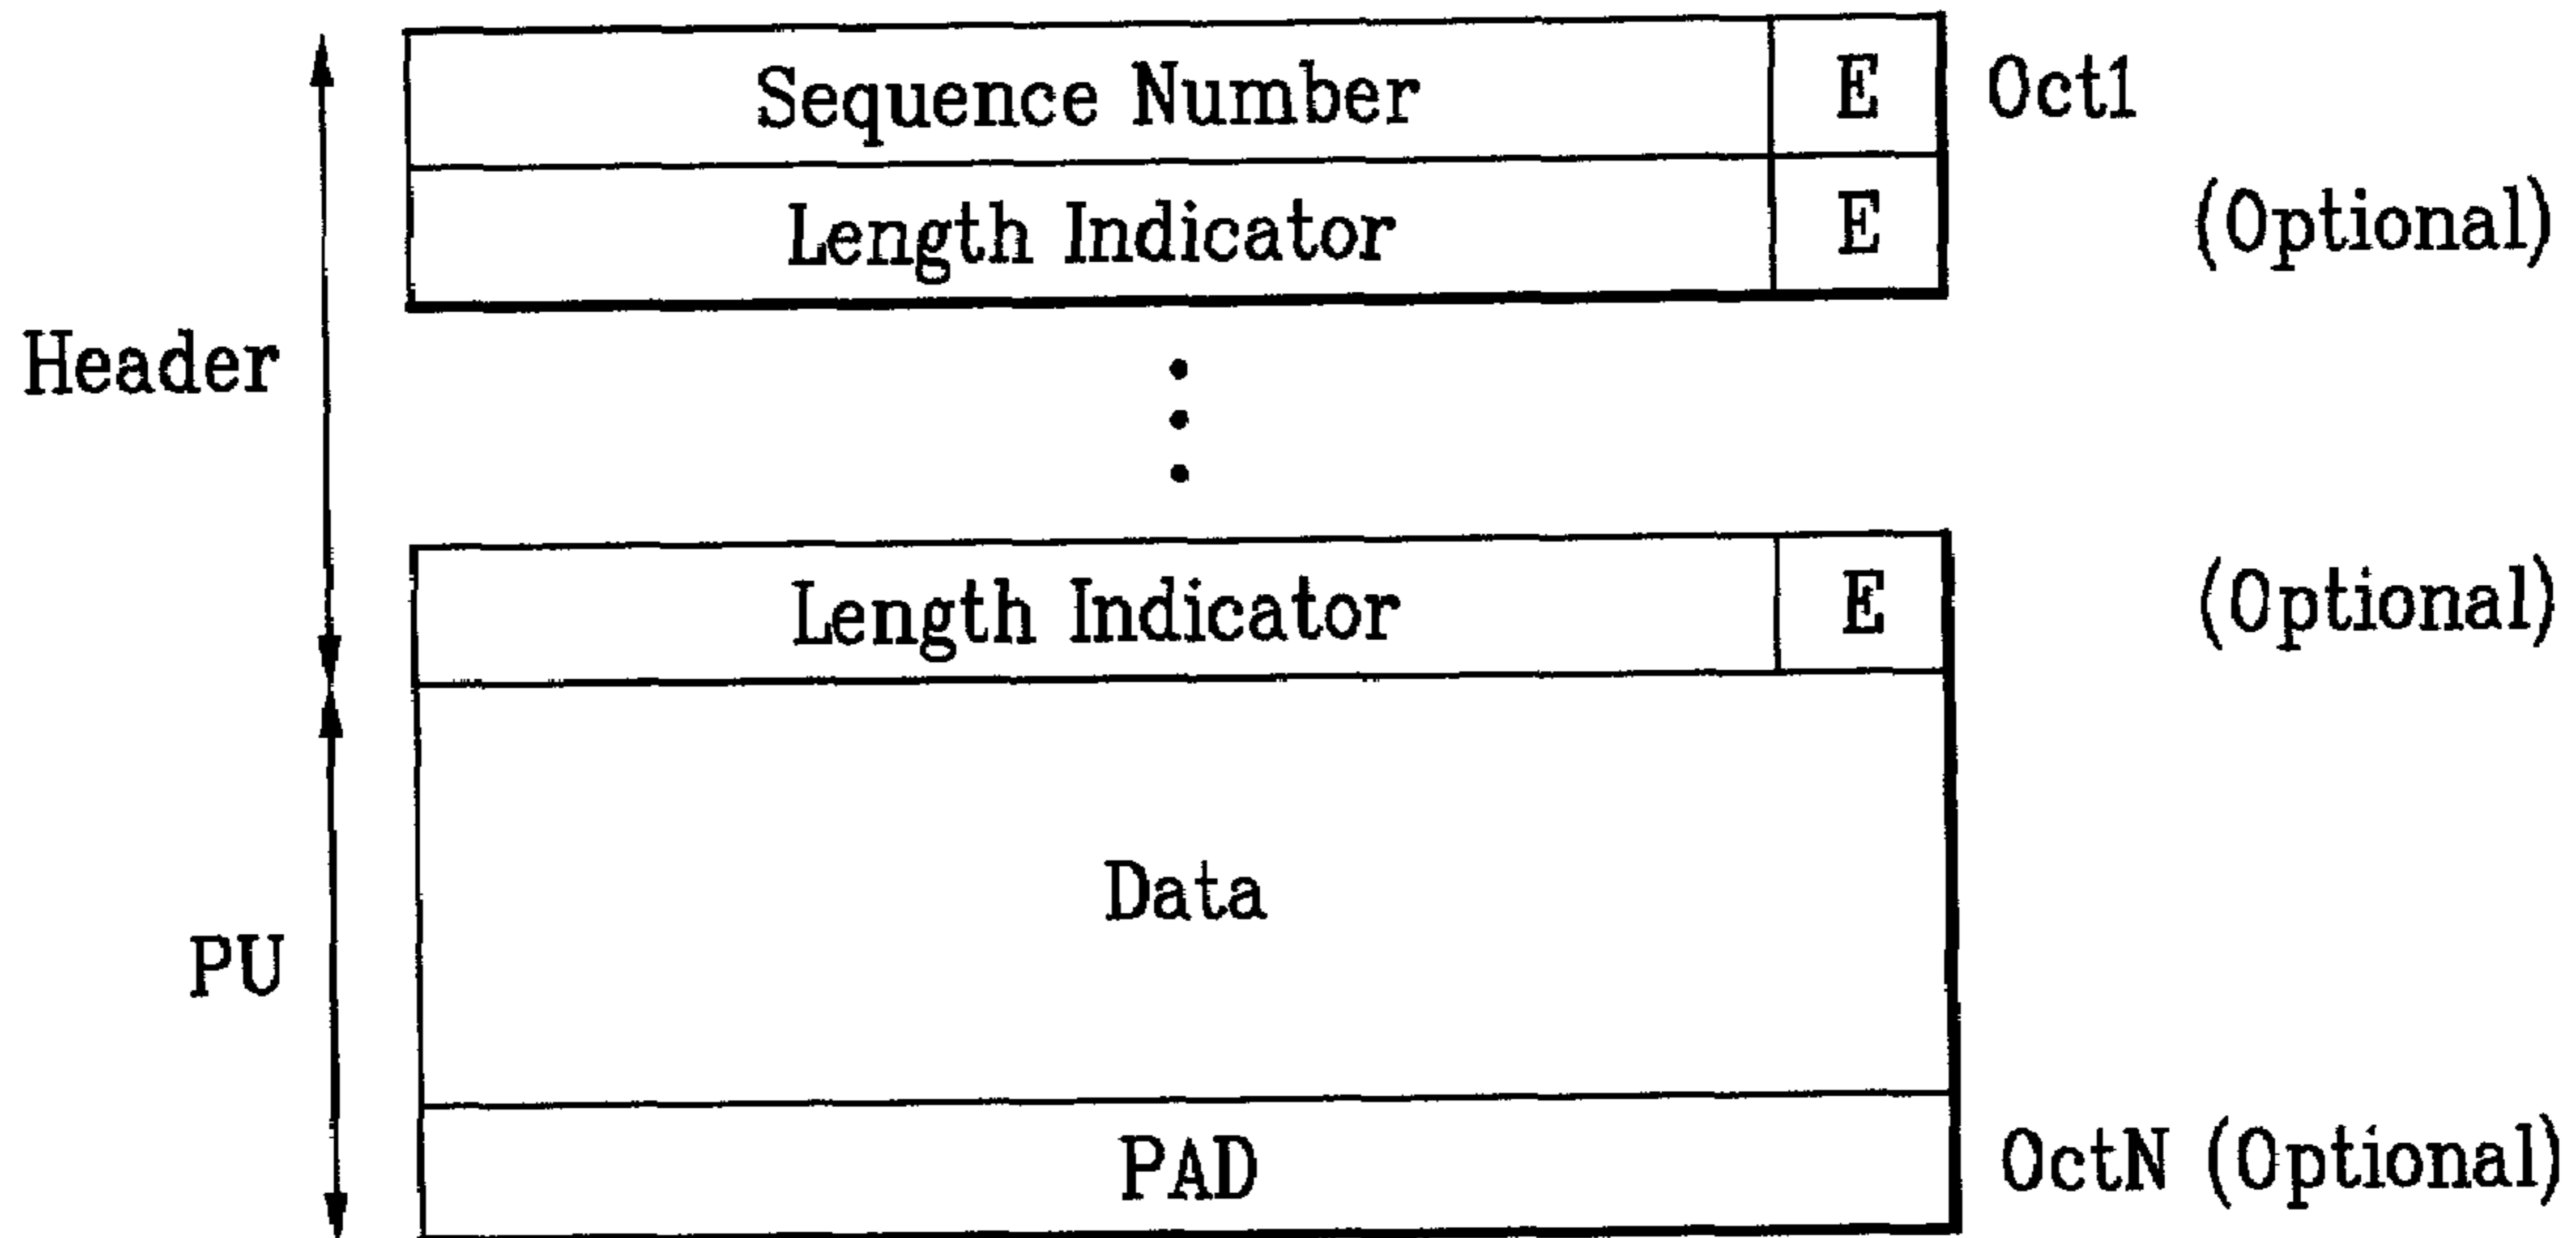 Sequence Number E Oct1
Length Indicator E (Optional)
Header
Length Indicator E (Optional)
Data
PU
PAD OctN (Optional)